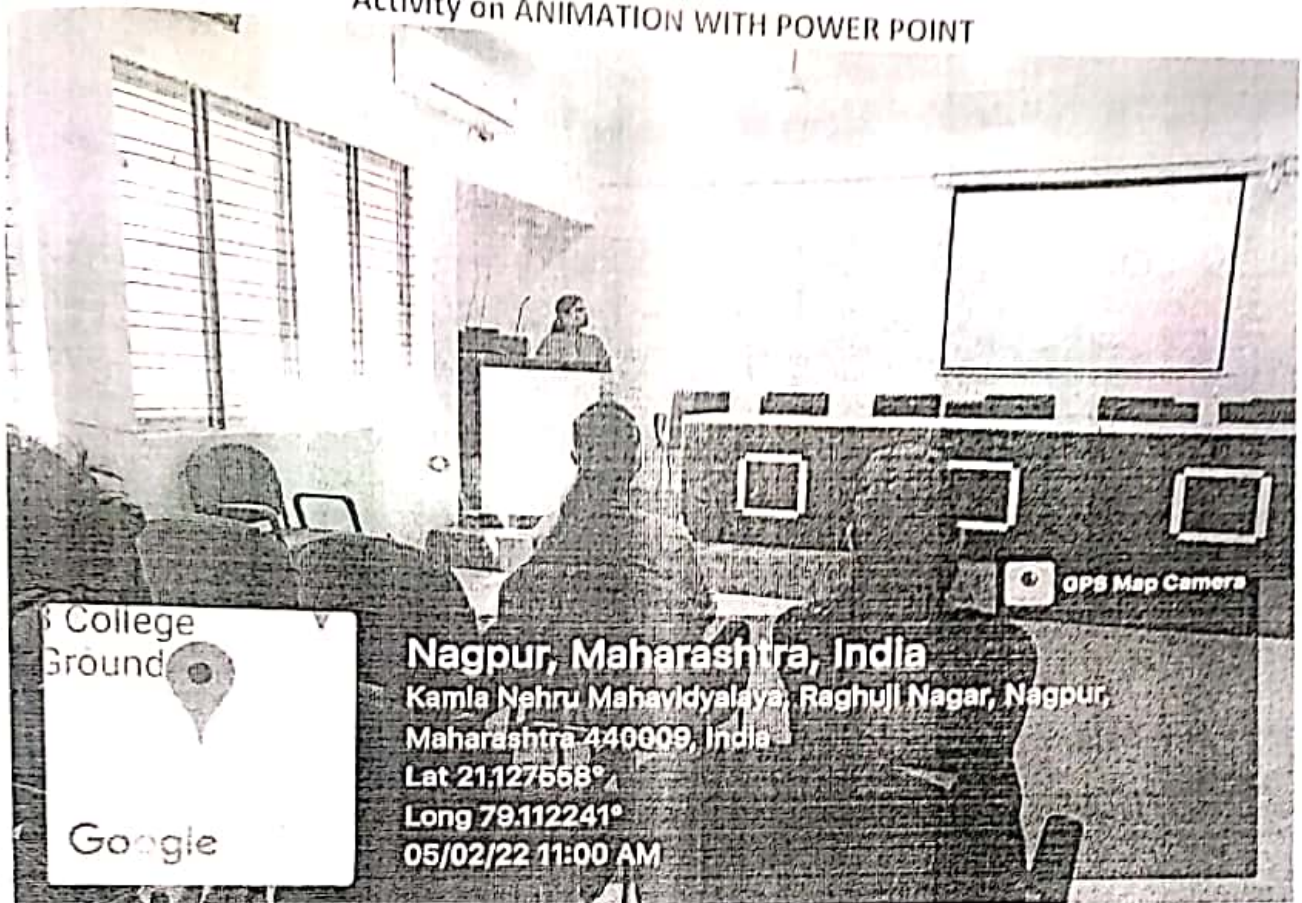 Activity on ANIMATION WITH POWER POINT
GPS Map Camera
College
Ground
Google
Nagpur, Maharashtra, India
Kamla Nehru Mahavidyalaya, Raghuji Nagar, Nagpur,
Maharashtra 440009, India
Lat 21.127558°
Long 79.112241°
05/02/22 11:00 AM